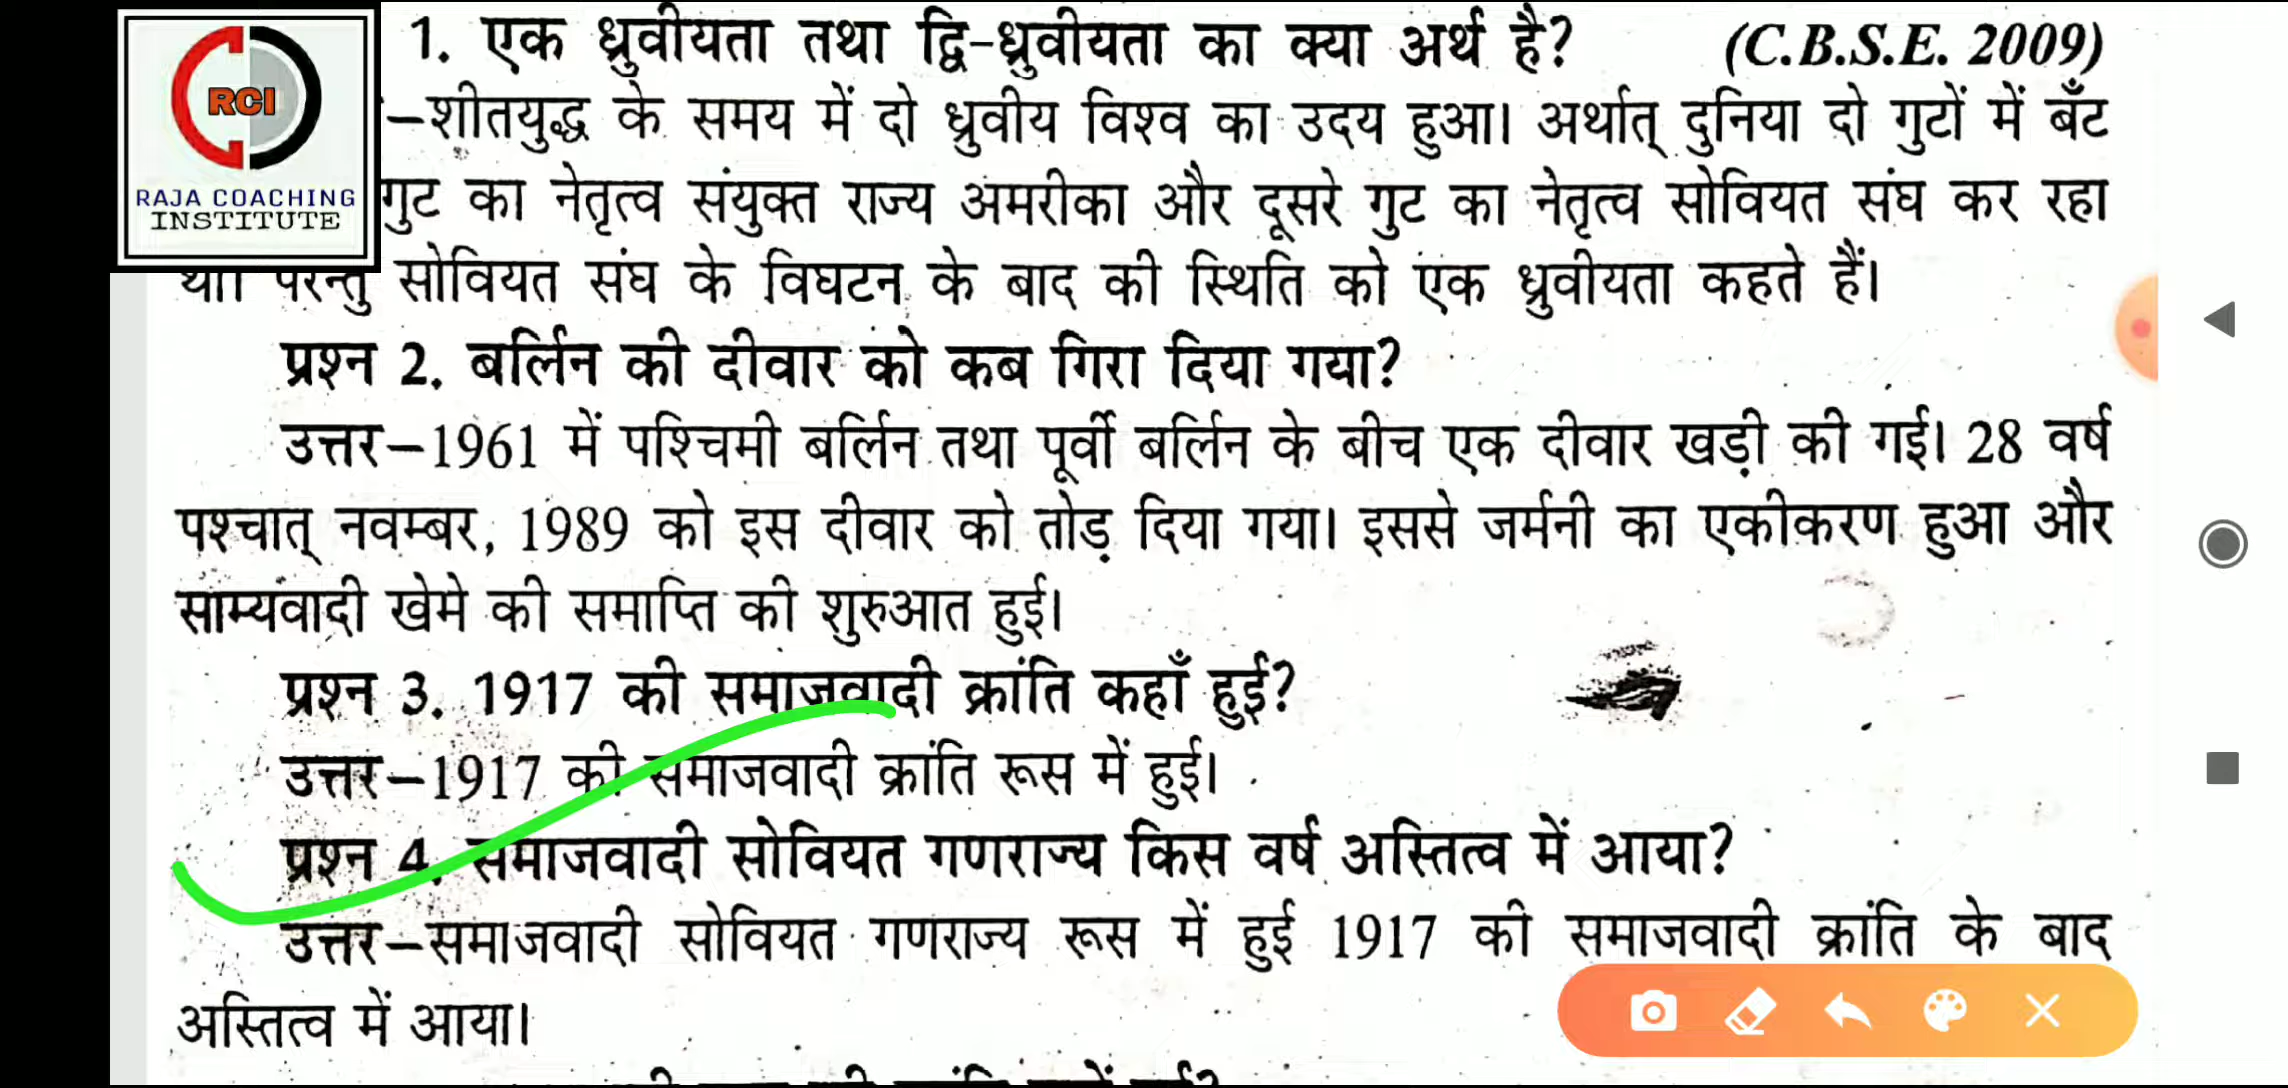 RCI
RAJA COACHING
INSTITUTE
1. एक ध्रुवीयता तथा द्वि-ध्रुवीयता का क्या अर्थ है? (C.B.S.E. 2009)
–शीतयुद्ध के समय में दो ध्रुवीय विश्व का उदय हुआ। अर्थात् दुनिया दो गुटों में बँट
गुट का नेतृत्व संयुक्त राज्य अमरीका और दूसरे गुट का नेतृत्व सोवियत संघ कर रहा
था। परन्तु सोवियत संघ के विघटन के बाद की स्थिति को एक ध्रुवीयता कहते हैं।
प्रश्न 2. बर्लिन की दीवार को कब गिरा दिया गया?
उत्तर–1961 में पश्चिमी बर्लिन तथा पूर्वी बर्लिन के बीच एक दीवार खड़ी की गई। 28 वर्ष
पश्चात् नवम्बर, 1989 को इस दीवार को तोड़ दिया गया। इससे जर्मनी का एकीकरण हुआ और
साम्यवादी खेमे की समाप्ति की शुरुआत हुई।
प्रश्न 3. 1917 की समाजवादी क्रांति कहाँ हुई?
उत्तर–1917 की समाजवादी क्रांति रूस में हुई।
प्रश्न 4. समाजवादी सोवियत गणराज्य किस वर्ष अस्तित्व में आया?
उत्तर–समाजवादी सोवियत गणराज्य रूस में हुई 1917 की समाजवादी क्रांति के बाद
अस्तित्व में आया।